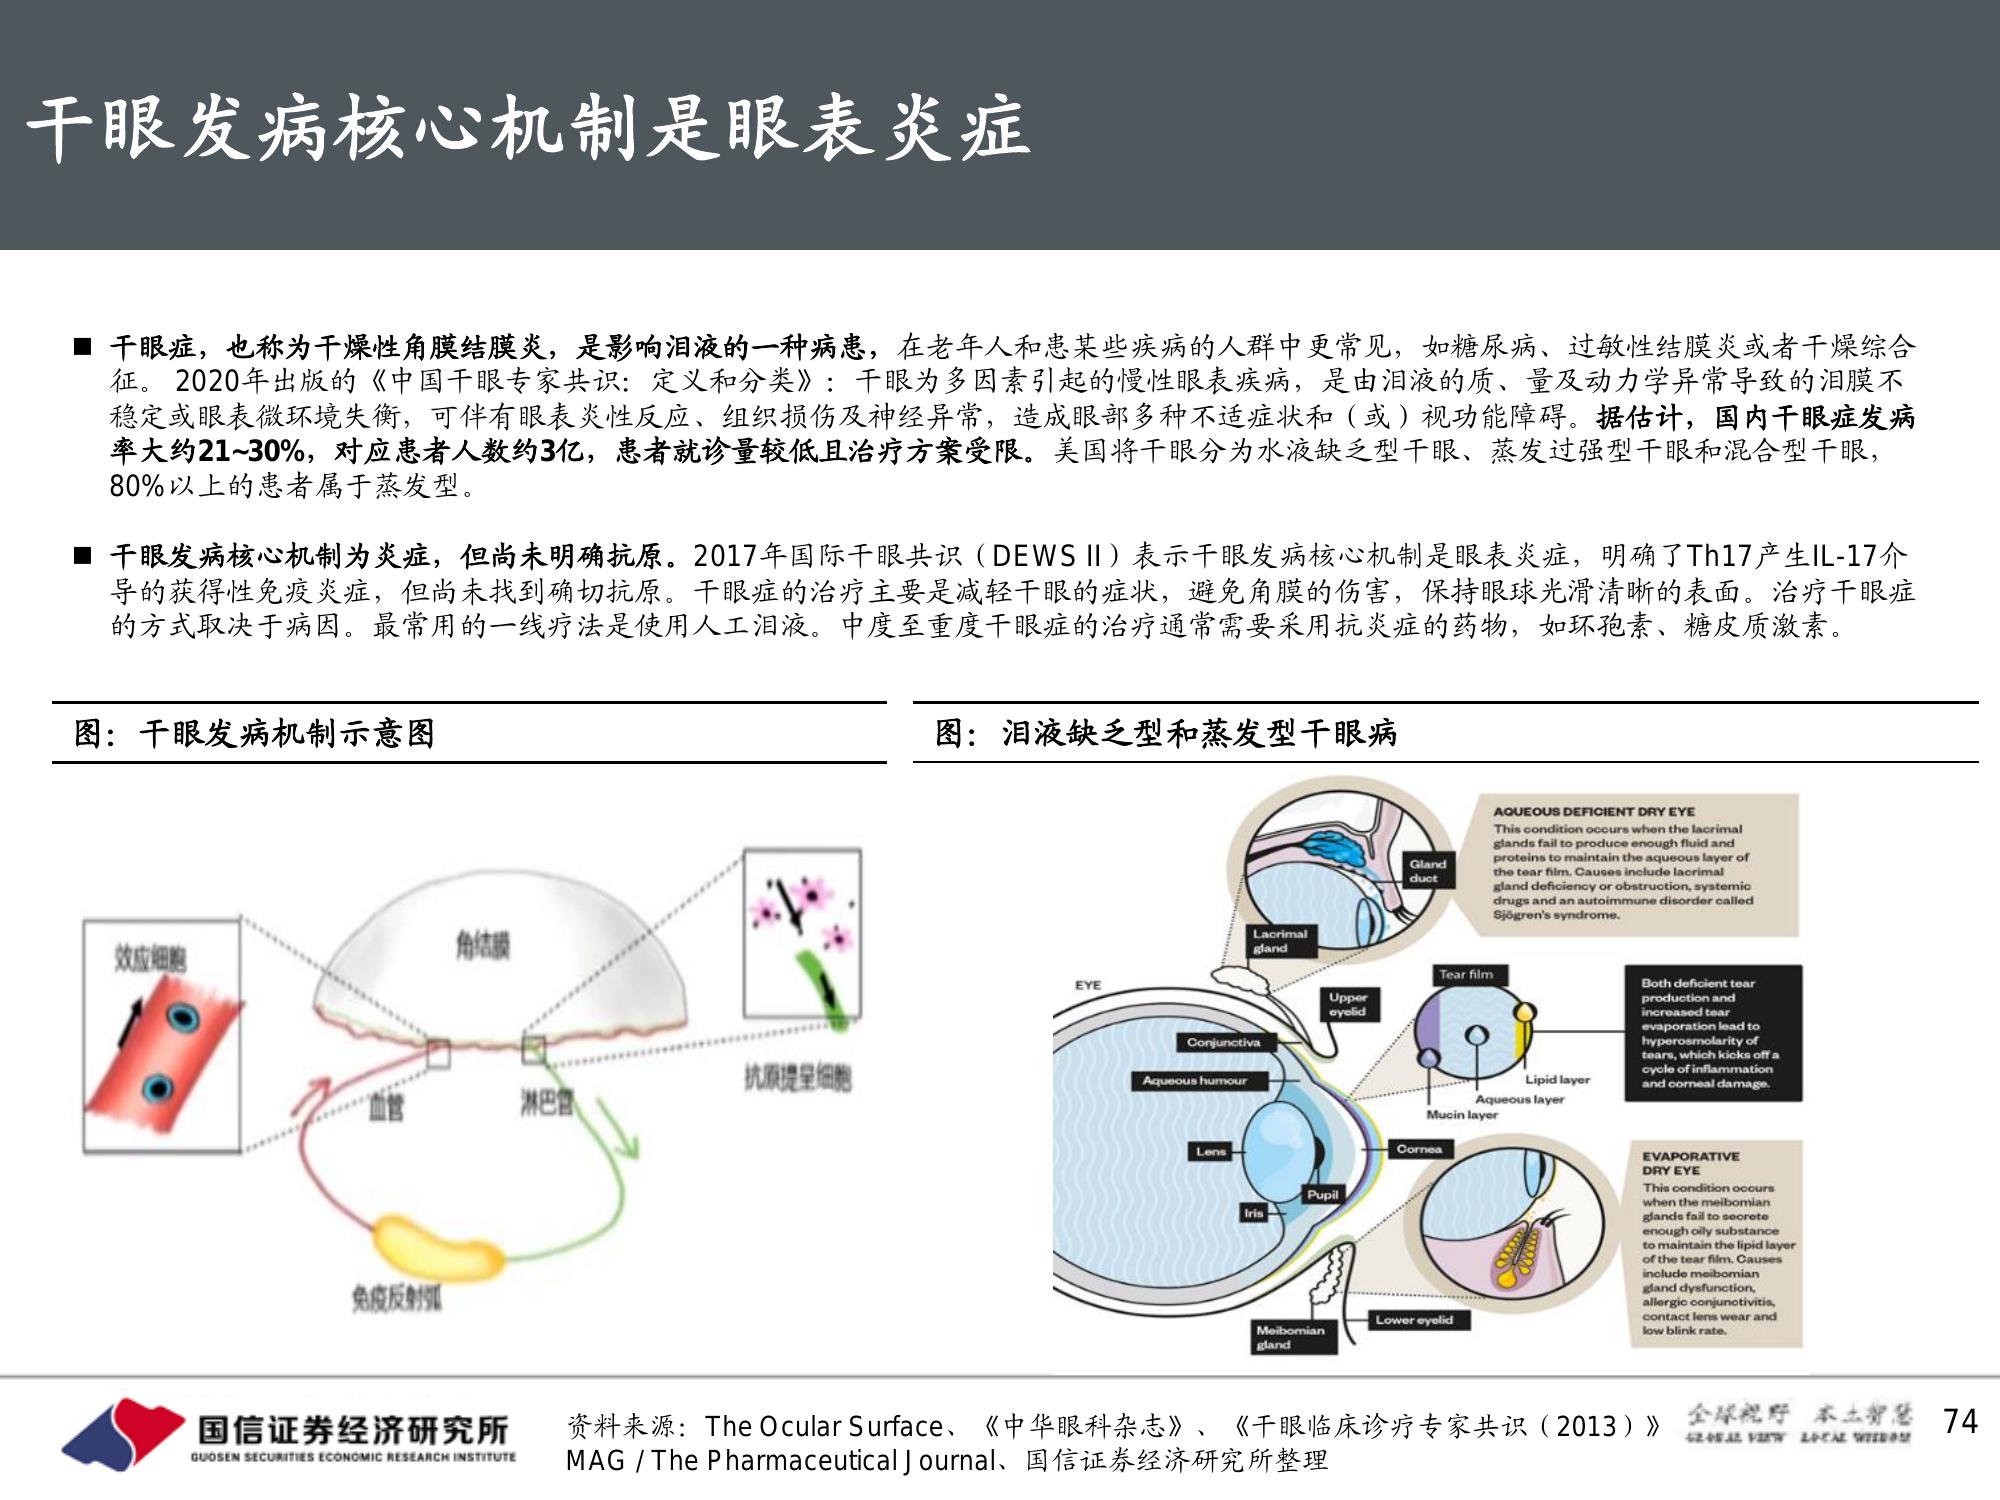 干眼发病核心机制是眼表炎症
■ 干眼症，也称为干燥性角膜结膜炎，是影响泪液的一种病患，在老年人和患某些疾病的人群中更常见，如糖尿病、过敏性结膜炎或者干燥综合
征。 2020年出版的《中国干眼专家共识：定义和分类》：干眼为多因素引起的慢性眼表疾病，是由泪液的质、量及动力学异常导致的泪膜不
稳定或眼表微环境失衡，可伴有眼表炎性反应、组织损伤及神经异常，造成眼部多种不适症状和（或）视功能障碍。据估计，国内干眼症发病
率大约21~30%，对应患者人数约3亿，患者就诊量较低且治疗方案受限。美国将干眼分为水液缺乏型干眼、蒸发过强型干眼和混合型干眼，
80%以上的患者属于蒸发型。
■ 干眼发病核心机制为炎症，但尚未明确抗原。2017年国际干眼共识（DEWS II）表示干眼发病核心机制是眼表炎症，明确了Th17产生IL-17介
导的获得性免疫炎症，但尚未找到确切抗原。干眼症的治疗主要是减轻干眼的症状，避免角膜的伤害，保持眼球光滑清晰的表面。治疗干眼症
的方式取决于病因。最常用的一线疗法是使用人工泪液。中度至重度干眼症的治疗通常需要采用抗炎症的药物，如环孢素、糖皮质激素。
图：干眼发病机制示意图
效应细胞
角结膜
抗原提呈细胞
血管
淋巴管
免疫反射弧
图：泪液缺乏型和蒸发型干眼病
AQUEOUS DEFICIENT DRY EYE
This condition occurs when the lacrimal
glands fail to produce enough fluid and
proteins to maintain the aqueous layer of
the tear film. Causes include lacrimal
gland deficiency or obstruction, systemic
drugs and an autoimmune disorder called
Sjögren's syndrome.
Gland
duct
Lacrimal
gland
EYE
Upper
eyelid
Tear film
Both deficient tear
production and
increased tear
evaporation lead to
hyperosmolarity of
tears, which kicks off a
cycle of inflammation
and corneal damage.
Conjunctiva
Aqueous humour
Lipid layer
Aqueous layer
Mucin layer
Lens
Cornea
Pupil
Iris
EVAPORATIVE
DRY EYE
This condition occurs
when the meibomian
glands fail to secrete
enough oily substance
to maintain the lipid layer
of the tear film. Causes
include meibomian
gland dysfunction,
allergic conjunctivitis,
contact lens wear and
low blink rate.
Meibomian
gland
Lower eyelid
国信证券经济研究所
GUOSEN SECURITIES ECONOMIC RESEARCH INSTITUTE
资料来源：The Ocular Surface、《中华眼科杂志》、《干眼临床诊疗专家共识（2013）》
MAG / The Pharmaceutical Journal、国信证券经济研究所整理
全球视野 本土智慧
GLOBAL VIEW LOCAL WISDOM
74